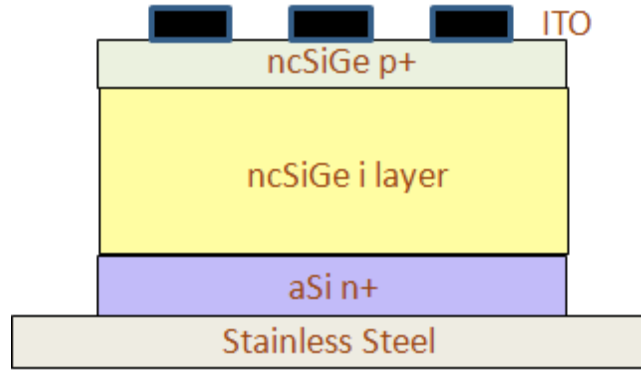 ITO
ncSiGe p+
ncSiGe i layer
aSi n+
Stainless Steel